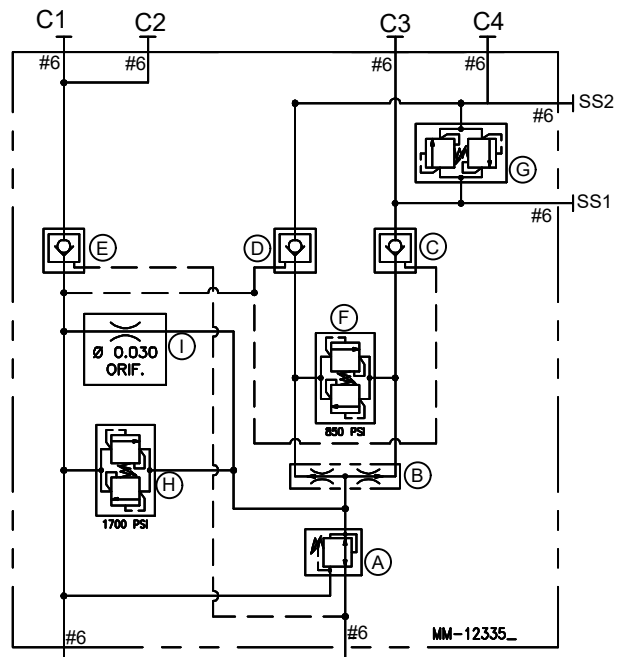 C1 C2 C3 C4
#6 #6 #6 #6
#6 SS2
G
#6 SS1
E D C
F
Ø 0.030
ORIF.
I
850 PSI
B
H
1700 PSI
A
#6 #6 MM-12335_